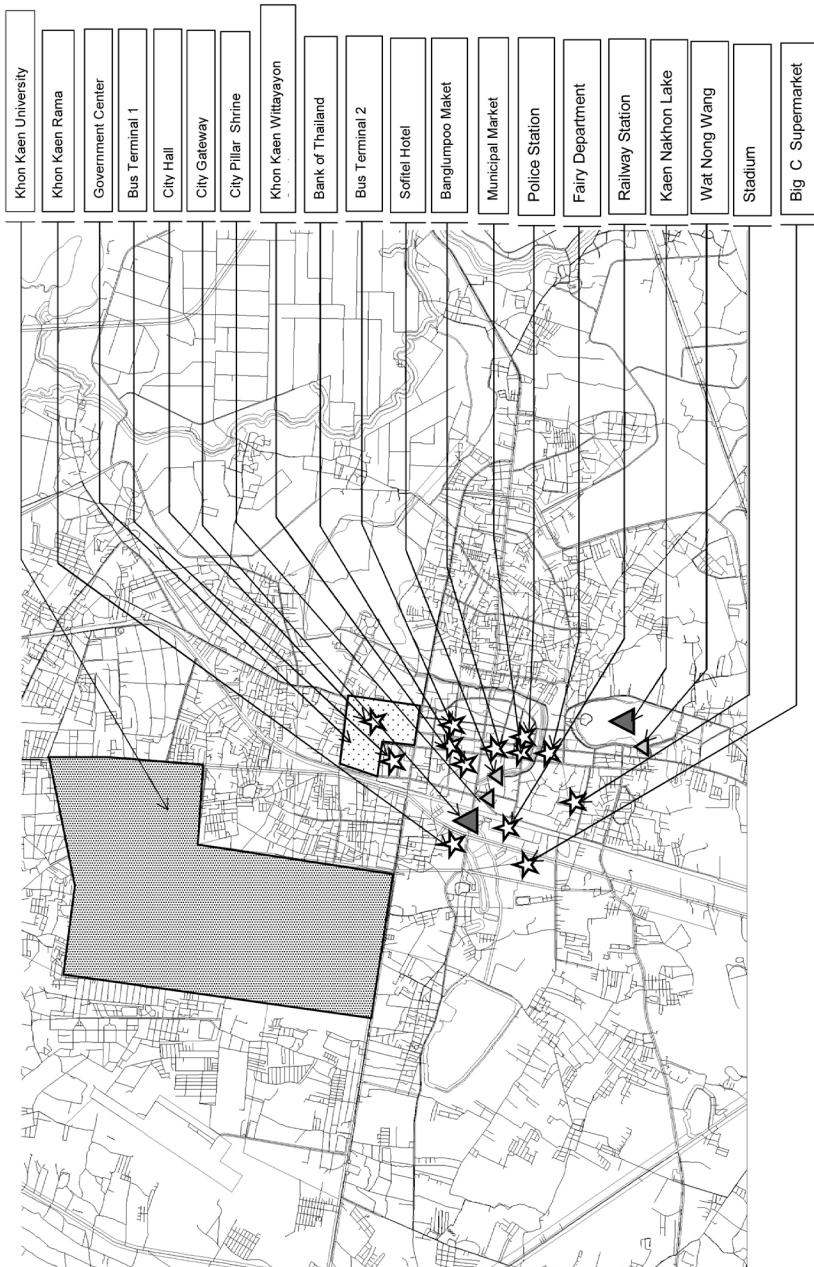 Khon Kaen University
Khon Kaen Rama
Government Center
Bus Terminal 1
City Hall
City Gateway
City Pillar Shrine
Khon Kaen Wittayayon
Bank of Thailand
Bus Terminal 2
Sofitel Hotel
Banglumpoo Maket
Municipal Market
Police Station
Fairy Department
Railway Station
Kaen Nakhon Lake
Wat Nong Wang
Stadium
Big C Supermarket